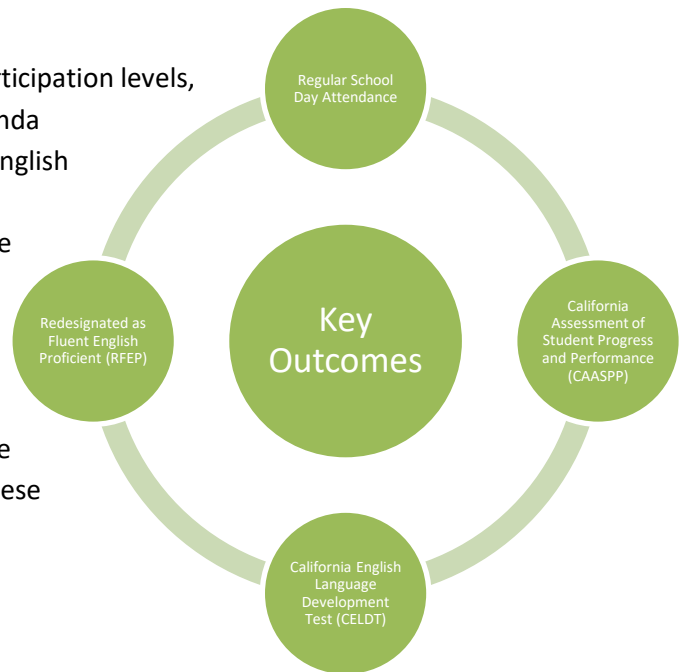 rticipation levels,
nda
nglish
e
e
ese
Regular School
Day Attendance
California
Assessment of
Student Progress
and Performance
(CAASPP)
California English
Language
Development
Test (CELDT)
Redesignated as
Fluent English
Proficient (RFEP)
Key
Outcomes